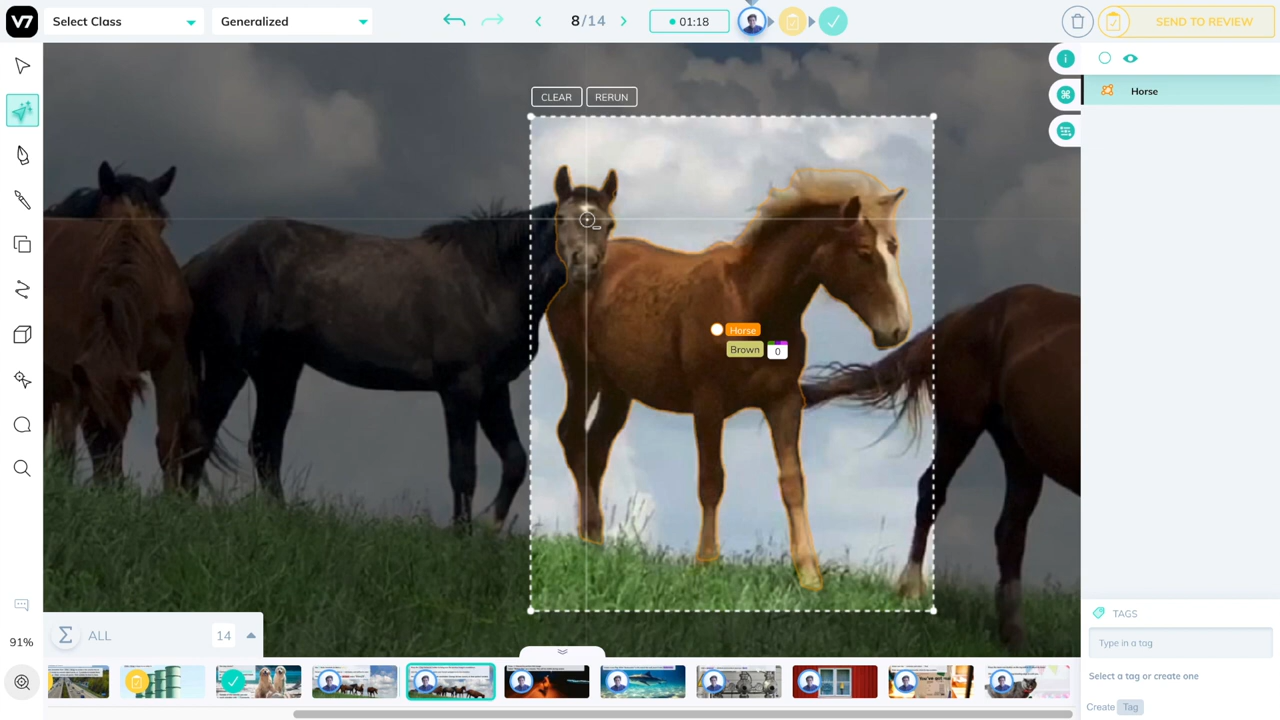 V7 Select Class Generalized 8/14 01:18 SEND TO REVIEW
Horse
CLEAR RERUN
Horse
Brown 0
91%
ALL 14
TAGS
Type in a tag
Select a tag or create one
Create Tag